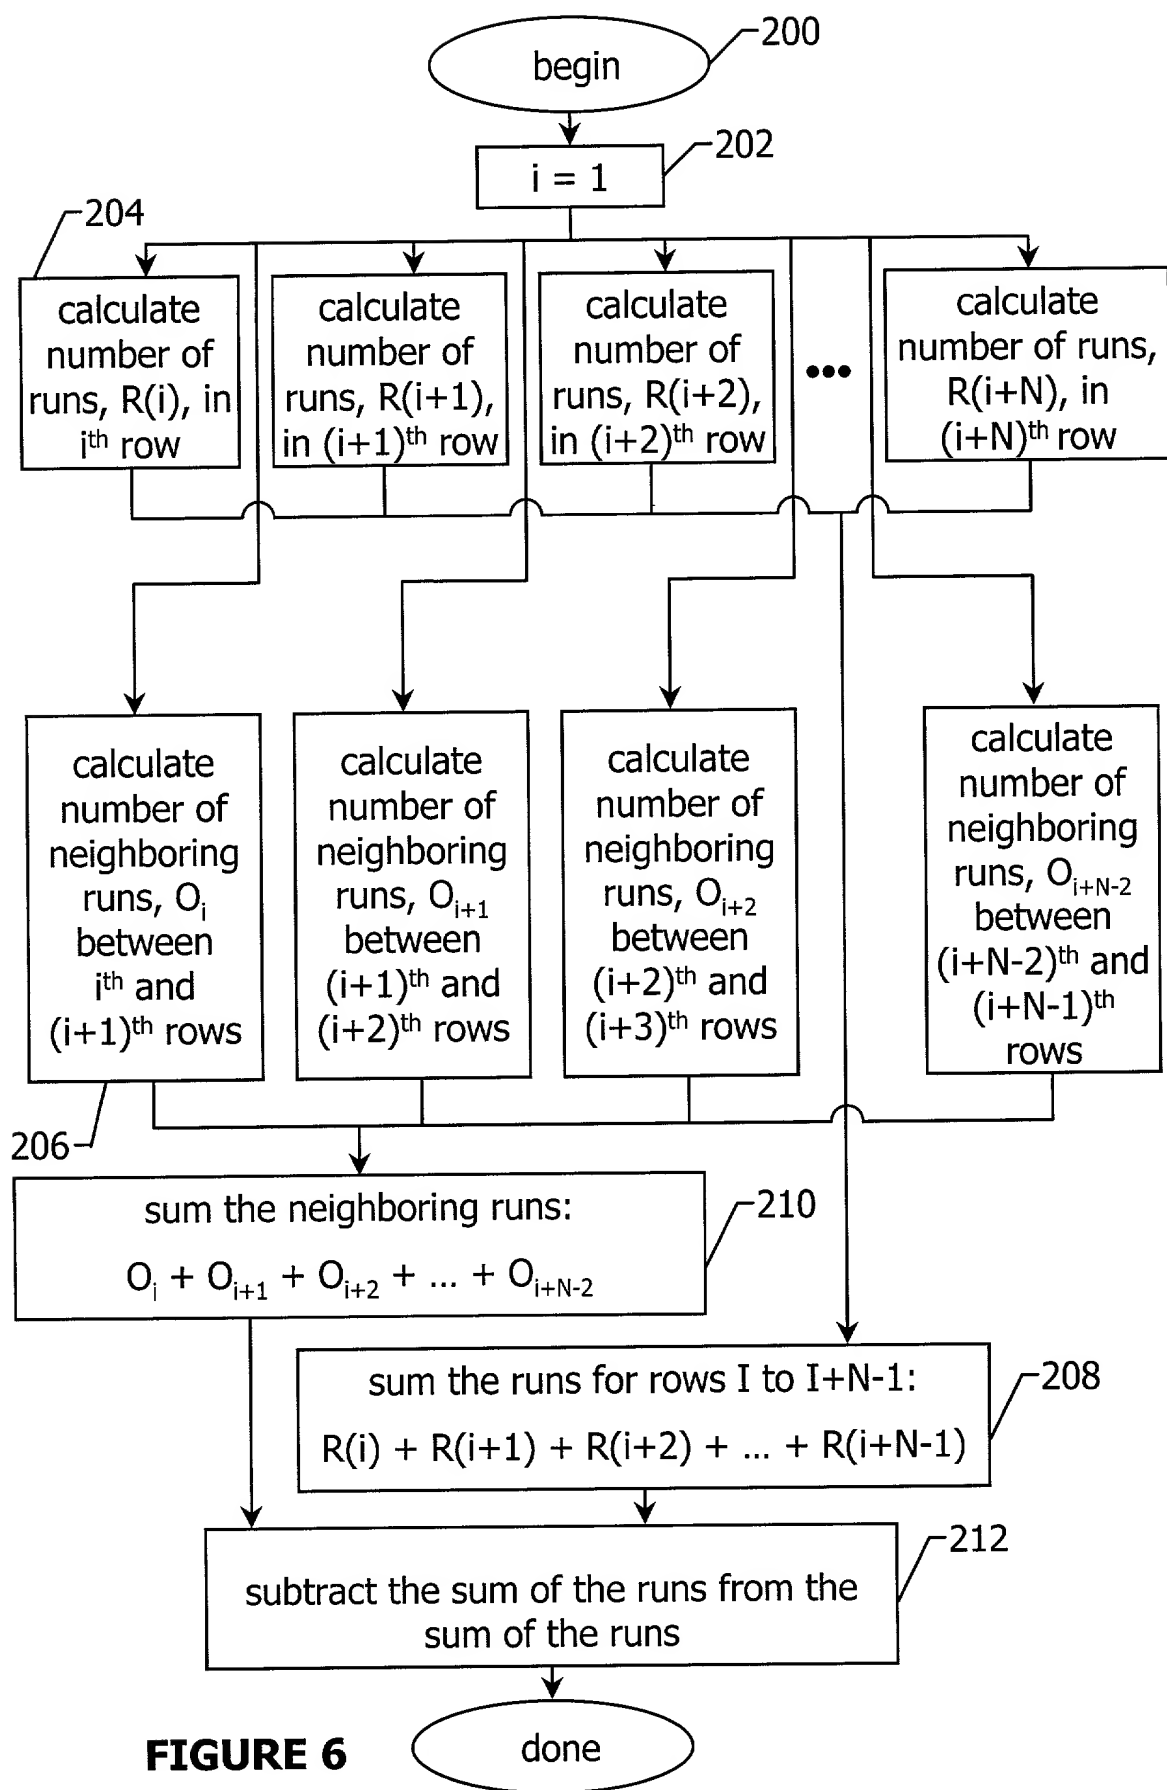 200
begin
202
i = 1
204
calculate
number of
runs, R(i), in
iᵗʰ row
calculate
number of
runs, R(i+1),
in (i+1)ᵗʰ row
calculate
number of
runs, R(i+2),
in (i+2)ᵗʰ row
•••
calculate
number of runs,
R(i+N), in
(i+N)ᵗʰ row
calculate
number of
neighboring
runs, Oᵢ
between
iᵗʰ and
(i+1)ᵗʰ rows
calculate
number of
neighboring
runs, Oᵢ₊₁
between
(i+1)ᵗʰ and
(i+2)ᵗʰ rows
calculate
number of
neighboring
runs, Oᵢ₊₂
between
(i+2)ᵗʰ and
(i+3)ᵗʰ rows
calculate
number of
neighboring
runs, O_{i+N-2}
between
(i+N-2)ᵗʰ and
(i+N-1)ᵗʰ
rows
206
sum the neighboring runs:
Oᵢ + Oᵢ₊₁ + Oᵢ₊₂ + ... + O_{i+N-2}
210
sum the runs for rows I to I+N-1:
R(i) + R(i+1) + R(i+2) + ... + R(i+N-1)
208
212
subtract the sum of the runs from the
sum of the runs
done
FIGURE 6